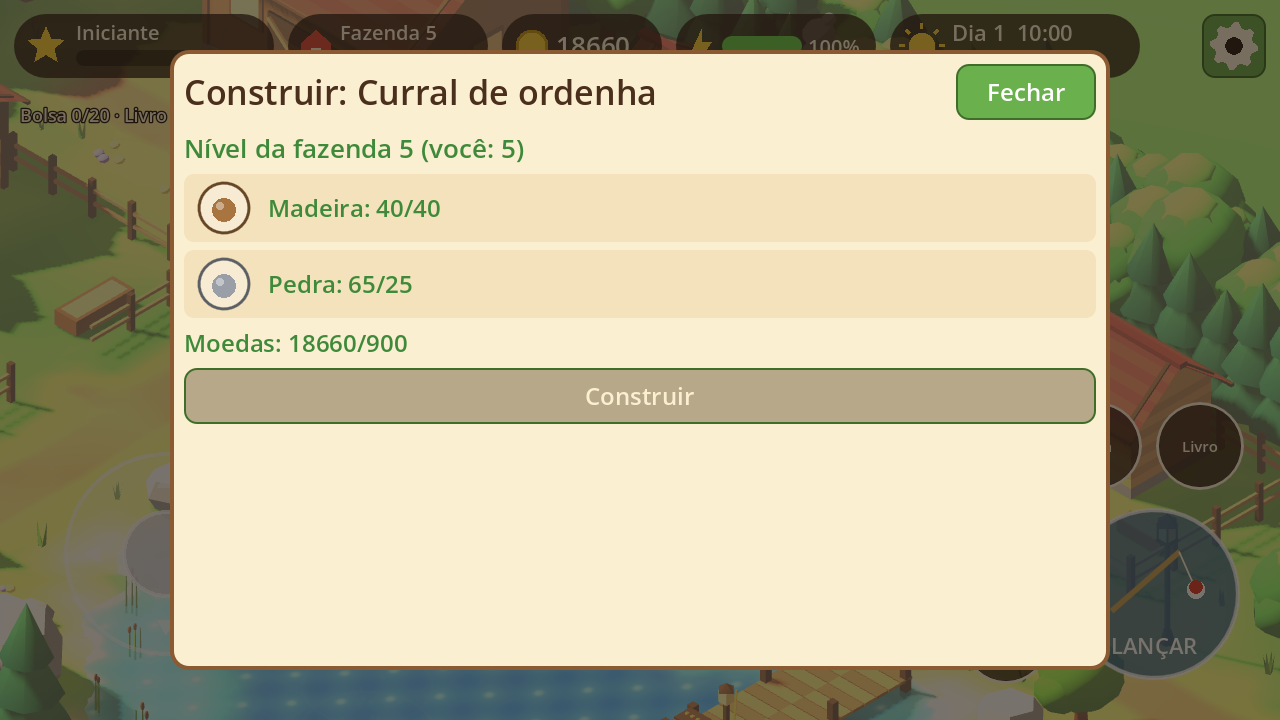 Iniciante
Fazenda 5
18660
100%
Dia 1 10:00
Bolsa 0/20 · Livro
Construir: Curral de ordenha
Fechar
Nível da fazenda 5 (você: 5)
Madeira: 40/40
Pedra: 65/25
Moedas: 18660/900
Construir
Livro
LANÇAR